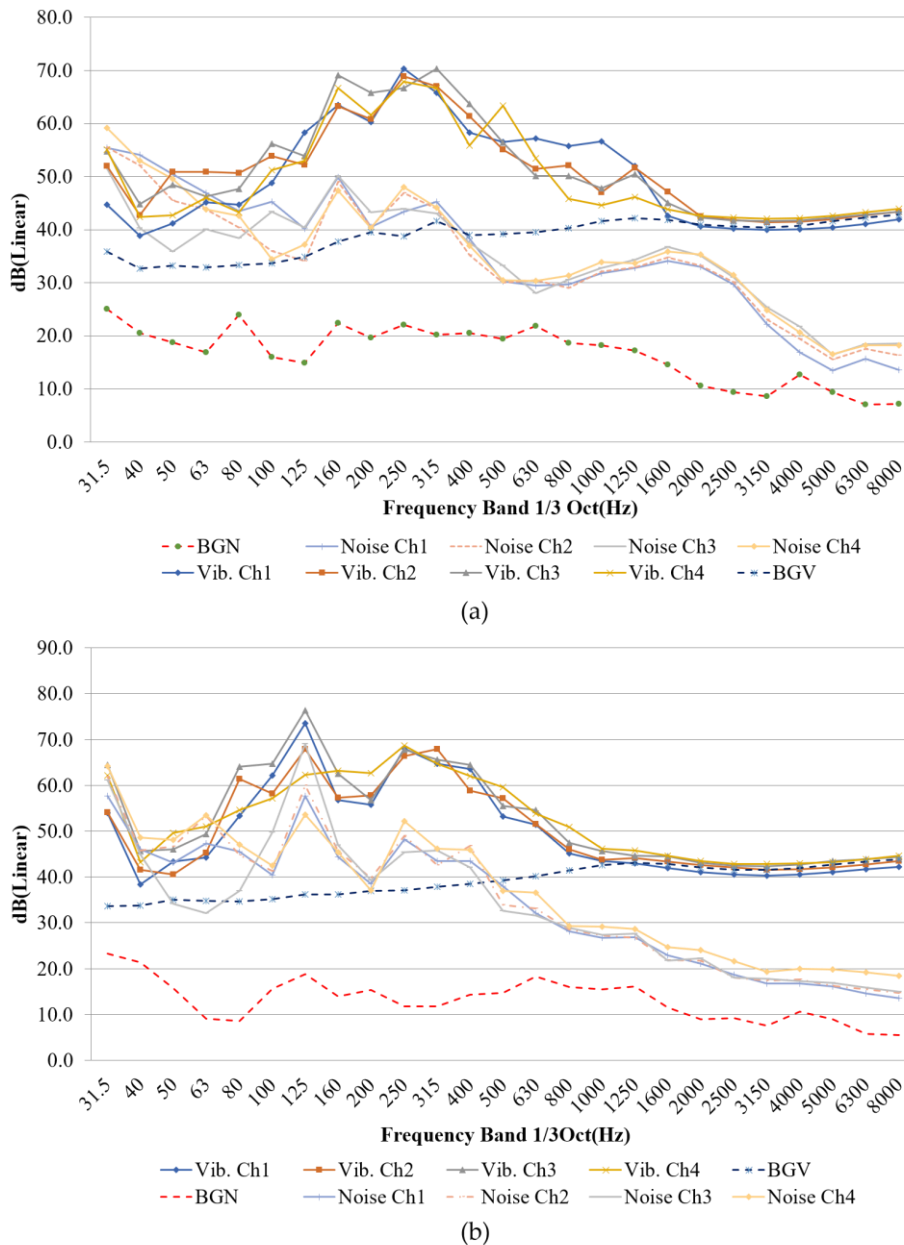 80.0
70.0
60.0
50.0
40.0
30.0
20.0
10.0
0.0
dB(Linear)
31.5 40 50 63 80 100 125 160 200 250 315 400 500 630 800 1000 1250 1600 2000 2500 3150 4000 5000 6300 8000
Frequency Band 1/3 Oct(Hz)
BGN Noise Ch1 Noise Ch2 Noise Ch3 Noise Ch4
Vib. Ch1 Vib. Ch2 Vib. Ch3 Vib. Ch4 BGV
(a)
90.0
80.0
70.0
60.0
50.0
40.0
30.0
20.0
10.0
0.0
dB(Linear)
31.5 40 50 63 80 100 125 160 200 250 315 400 500 630 800 1000 1250 1600 2000 2500 3150 4000 5000 6300 8000
Frequency Band 1/3Oct(Hz)
Vib. Ch1 Vib. Ch2 Vib. Ch3 Vib. Ch4 BGV
BGN Noise Ch1 Noise Ch2 Noise Ch3 Noise Ch4
(b)